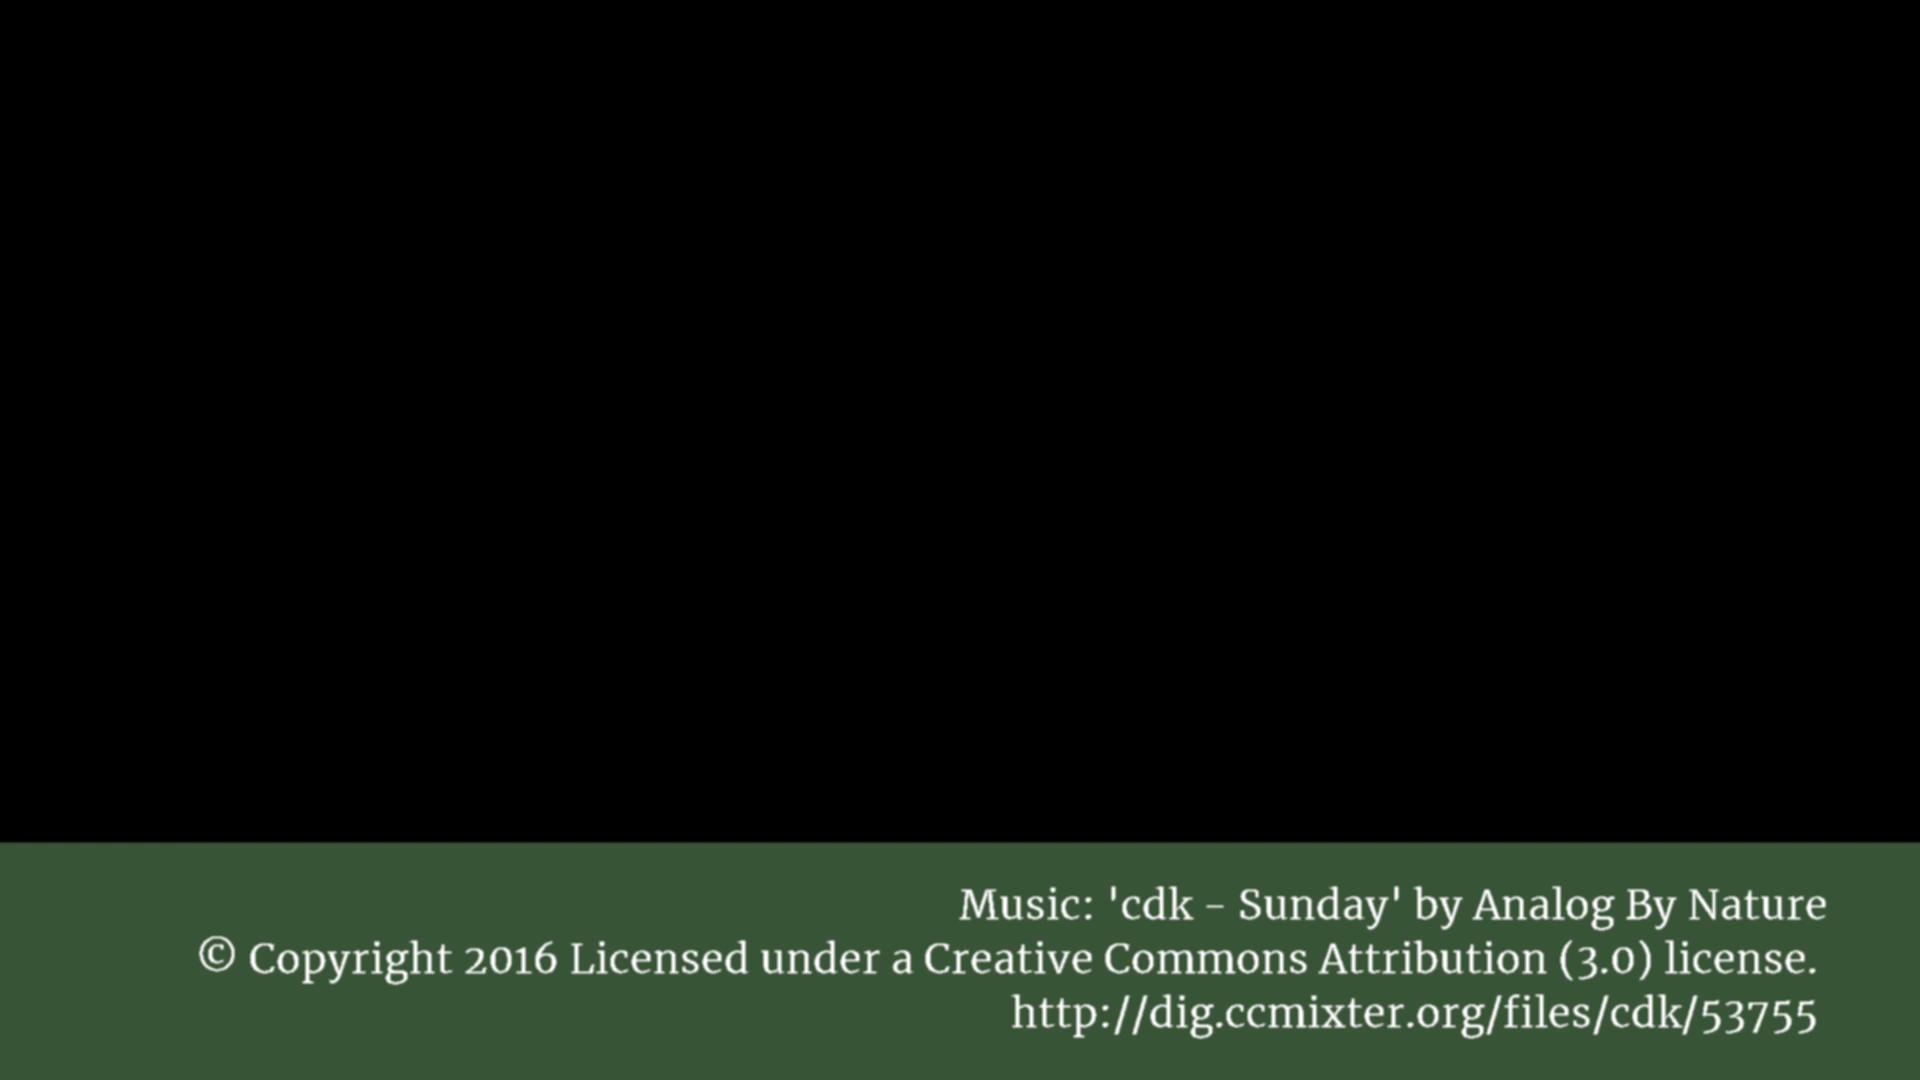 Music: 'cdk - Sunday' by Analog By Nature
© Copyright 2016 Licensed under a Creative Commons Attribution (3.0) license.
http://dig.ccmixter.org/files/cdk/53755